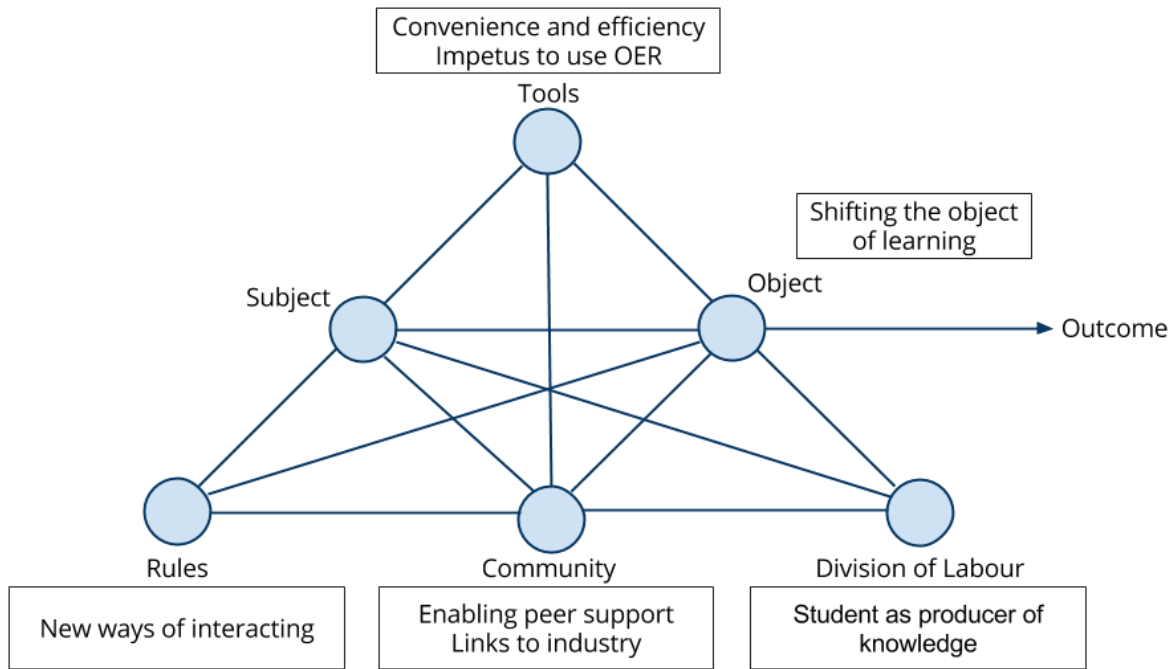 Convenience and efficiency
Impetus to use OER
Tools
Shifting the object
of learning
Subject
Object
Outcome
Rules
Community
Division of Labour
New ways of interacting
Enabling peer support
Links to industry
Student as producer of
knowledge